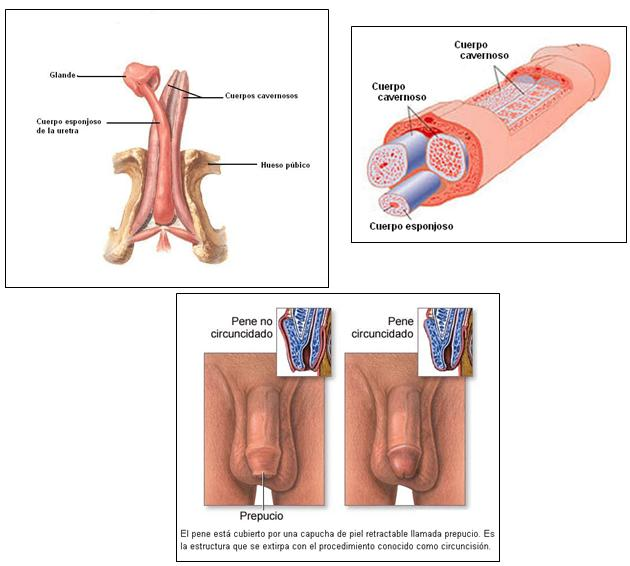 Glande
Cuerpos cavernosos
Cuerpo esponjoso
de la uretra
Hueso púbico
Cuerpo
cavernoso
Cuerpo
cavernoso
Cuerpo esponjoso
Pene no
circuncidado
Pene
circuncidado
Prepucio
El pene está cubierto por una capucha de piel retractable llamada prepucio. Es
la estructura que se extirpa con el procedimiento conocido como circuncisión.